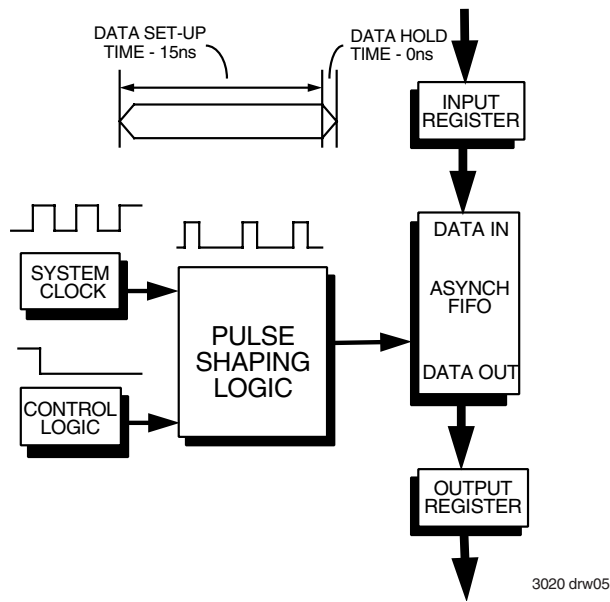 DATA SET-UP
TIME - 15ns
DATA HOLD
TIME - 0ns
INPUT
REGISTER
SYSTEM
CLOCK
CONTROL
LOGIC
PULSE
SHAPING
LOGIC
DATA IN
ASYNCH
FIFO
DATA OUT
OUTPUT
REGISTER
3020 drw05